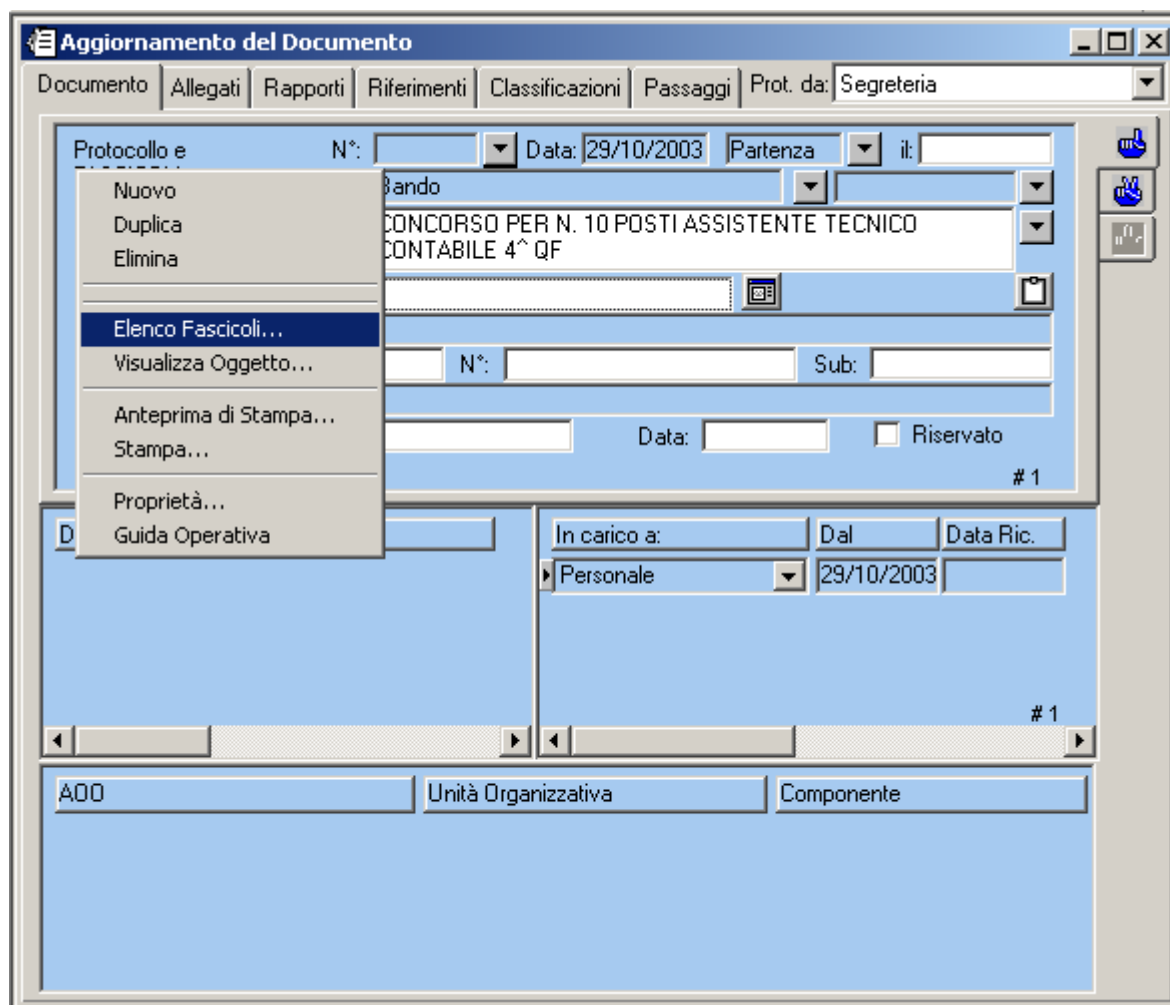 Aggiornamento del Documento
Documento Allegati Rapporti Riferimenti Classificazioni Passaggi Prot. da: Segreteria
Protocollo e N°: Data: 29/10/2003 Partenza il:
Bando
Nuovo
CONCORSO PER N. 10 POSTI ASSISTENTE TECNICO
Duplica
CONTABILE 4^ QF
Elimina
Elenco Fascicoli...
Visualizza Oggetto... N°: Sub:
Anteprima di Stampa...
Data: Riservato
Stampa...
# 1
Proprietà...
Guida Operativa
D In carico a: Dal Data Ric.
Personale 29/10/2003
# 1
AOO Unità Organizzativa Componente